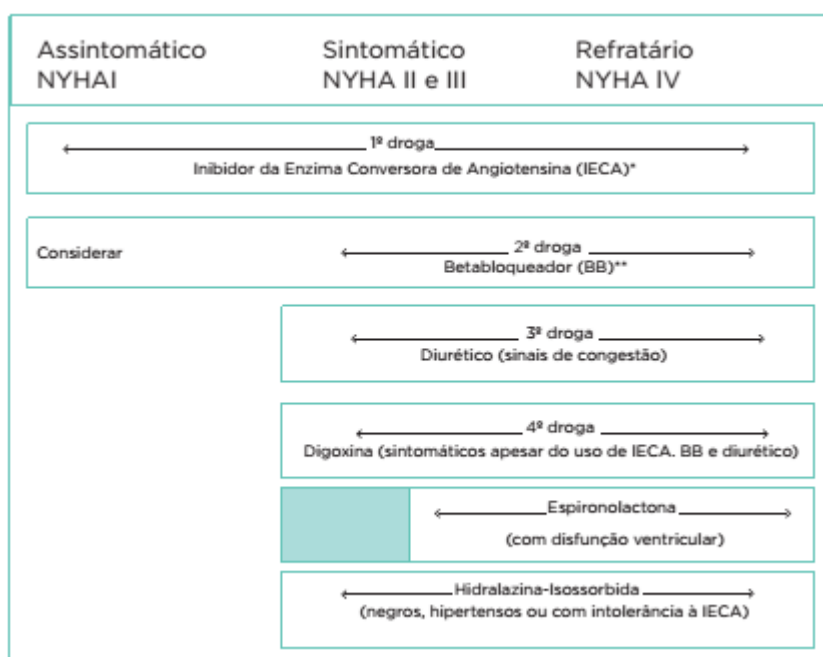 Assintomático Sintomático Refratário
NYHAI NYHA II e III NYHA IV
1ª droga
Inibidor da Enzima Conversora de Angiotensina (IECA)*
Considerar
2ª droga
Betabloqueador (BB)**
3ª droga
Diurético (sinais de congestão)
4ª droga
Digoxina (sintomáticos apesar do uso de IECA. BB e diurético)
Espironolactona
(com disfunção ventricular)
Hidralazina-Isossorbida
(negros, hipertensos ou com intolerância à IECA)